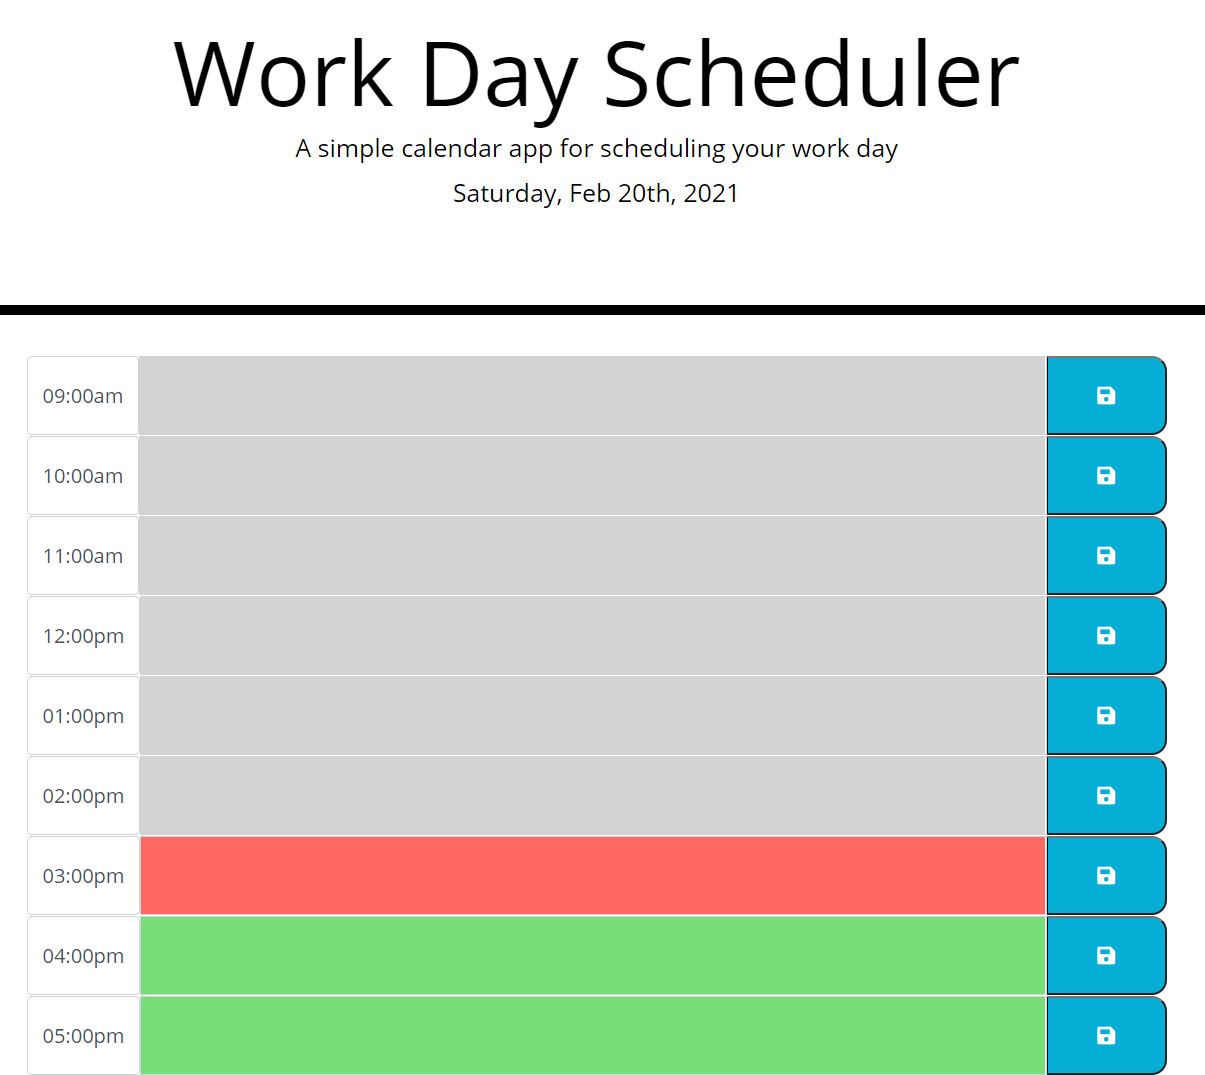 Work Day Scheduler
A simple calendar app for scheduling your work day
Saturday, Feb 20th, 2021
09:00am
10:00am
11:00am
12:00pm
01:00pm
02:00pm
03:00pm
04:00pm
05:00pm